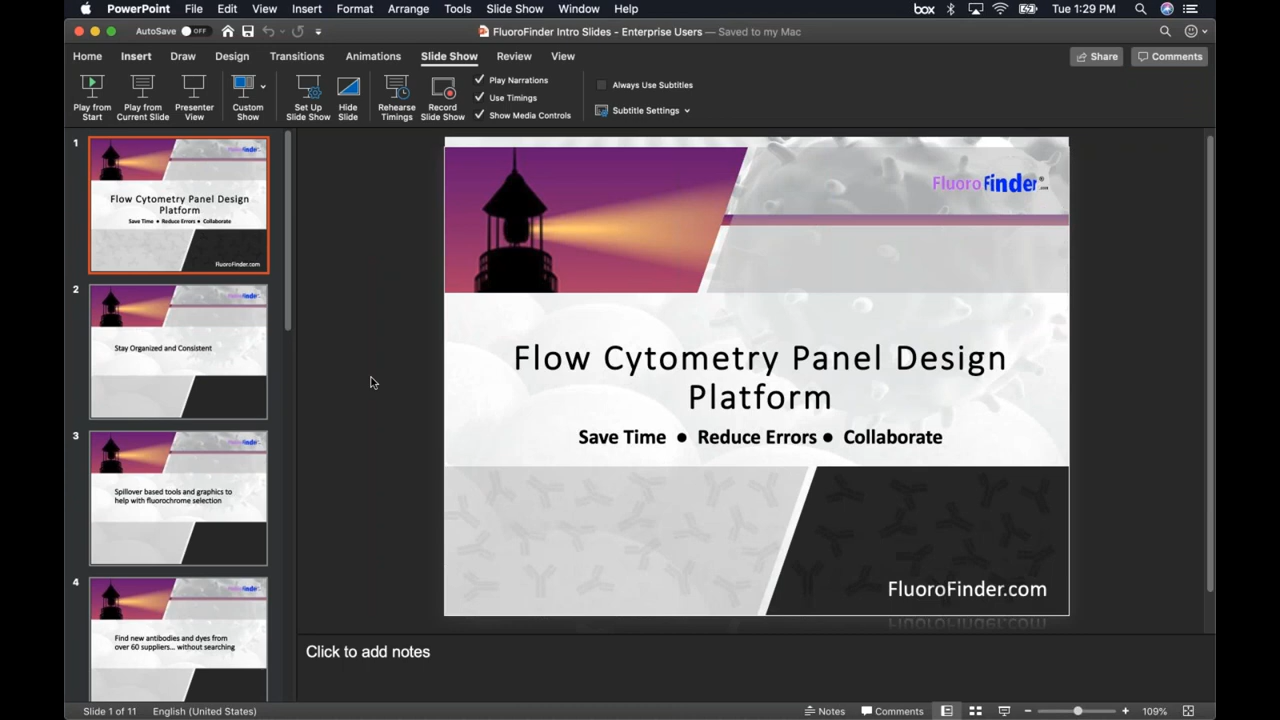 PowerPoint File Edit View Insert Format Arrange Tools Slide Show Window Help box Tue 1:29 PM
AutoSave OFF FluoroFinder Intro Slides - Enterprise Users — Saved to my Mac
Home Insert Draw Design Transitions Animations Slide Show Review View Share Comments
Play from Start
Play from Current Slide
Presenter View
Custom Show
Set Up Slide Show
Hide Slide
Rehearse Timings
Record Slide Show
Play Narrations
Use Timings
Show Media Controls
Always Use Subtitles
Subtitle Settings
1
FluoroFinder
Flow Cytometry Panel Design
Platform
Save Time ● Reduce Errors ● Collaborate
FluoroFinder.com
2
FluoroFinder
Stay Organized and Consistent
3
FluoroFinder
Spillover based tools and graphics to
help with fluorochrome selection
4
FluoroFinder
Find new antibodies and dyes from
over 60 suppliers... without searching
FluoroFinder®
Flow Cytometry Panel Design
Platform
Save Time ● Reduce Errors ● Collaborate
FluoroFinder.com
Click to add notes
Slide 1 of 11 English (United States) Notes Comments 109%